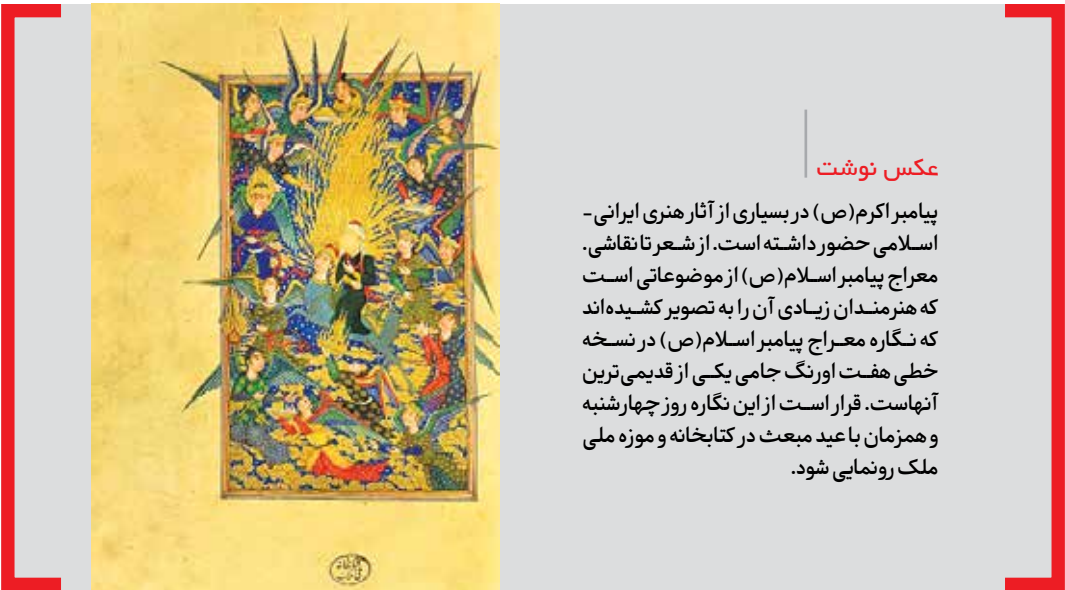 عکس نوشت
پیامبر اکرم(ص) در بسیاری از آثار هنری ایرانی-
اسلامی حضور داشته است. از شعر تا نقاشی.
معراج پیامبر اسلام(ص) از موضوعاتی است
که هنرمندان زیادی آن را به تصویر کشیده‌اند
که نگاره معراج پیامبر اسلام(ص) در نسخه
خطی هفت اورنگ جامی یکی از قدیمی‌ترین
آنهاست. قرار است از این نگاره روز چهارشنبه
و همزمان با عید مبعث در کتابخانه و موزه ملی
ملک رونمایی شود.